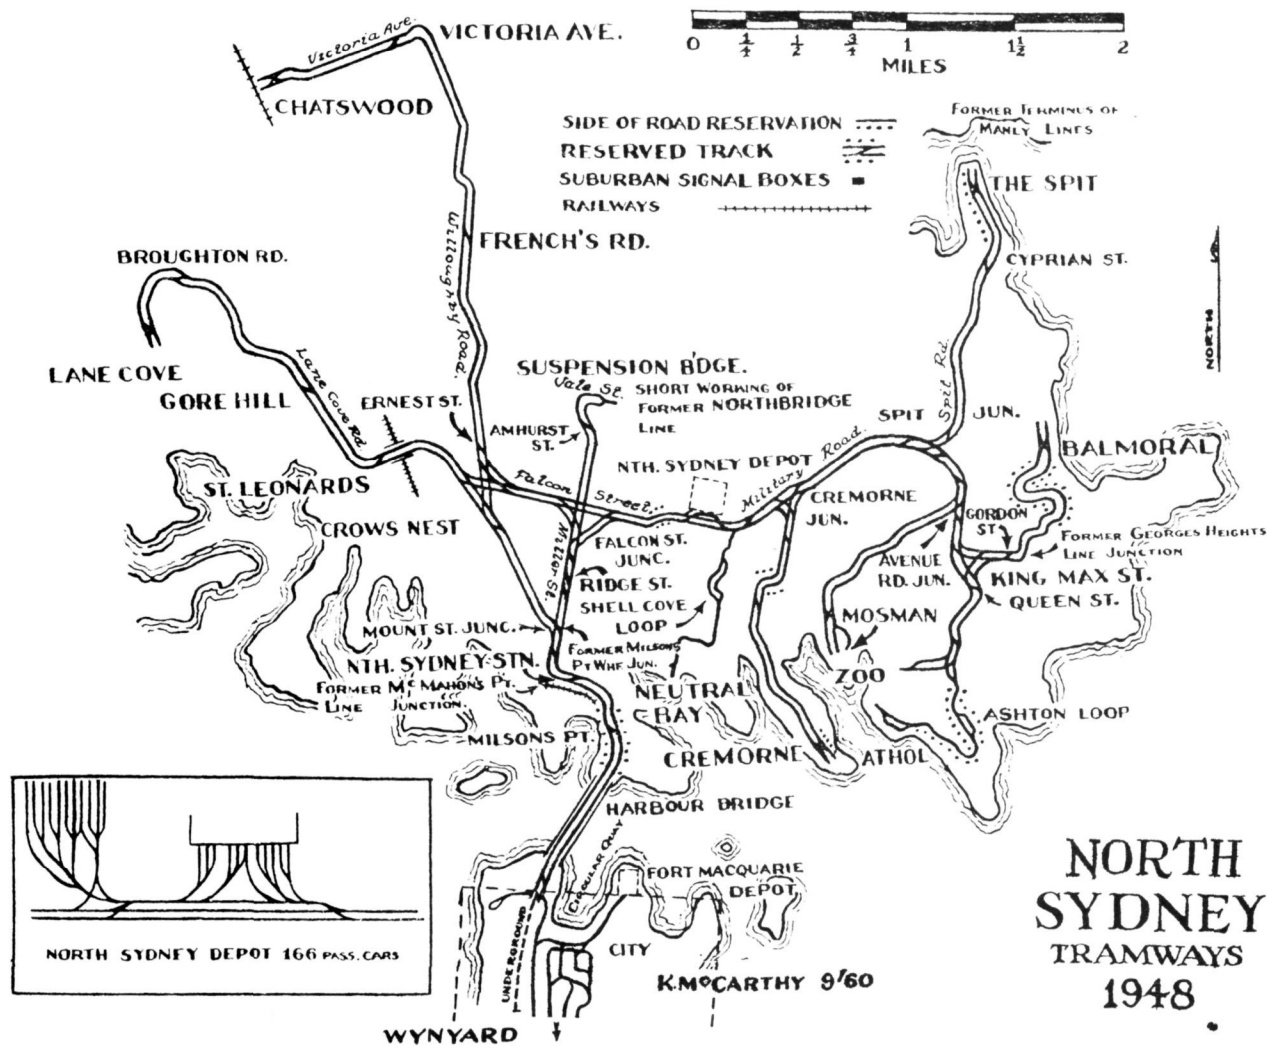 Victoria Ave.
VICTORIA AVE.
0 1/4 1/2 3/4 1 1 1/2 2
MILES
CHATSWOOD
SIDE OF ROAD RESERVATION
RESERVED TRACK
SUBURBAN SIGNAL BOXES
RAILWAYS
FORMER TERMINUS OF
MANLY LINES
THE SPIT
Willoughby Road.
FRENCH'S RD.
CYPRIAN ST.
BROUGHTON RD.
NORTH
LANE COVE
GORE HILL
Lane Cove Rd
ERNEST ST.
SUSPENSION B'DGE.
Vale St.
SHORT WORKING OF
FORMER NORTHBRIDGE
LINE
AMHURST
ST.
Spit Rd.
SPIT JUN.
BALMORAL
NTH. SYDNEY DEPOT
Military Road.
ST. LEONARDS
CROWS NEST
Falcon Street.
CREMORNE
JUN.
GORDON
ST
FORMER GEORGES HEIGHTS
LINE JUNCTION
Miller St.
FALCON ST.
JUNC.
RIDGE ST.
AVENUE
RD. JUN.
KING MAX ST.
QUEEN ST.
SHELL COVE
LOOP
MOSMAN
MOUNT ST. JUNC.
FORMER MILSONS
PT WHF JUN.
NTH. SYDNEY STN.
FORMER McMAHONS PT.
LINE JUNCTION.
ZOO
NEUTRAL
BAY
MILSONS PT.
ASHTON LOOP
CREMORNE
ATHOL
HARBOUR BRIDGE
CIRCULAR QUAY
FORT MACQUARIE
DEPOT
UNDERGROUND
CITY
K.McCARTHY 9'60
WYNYARD
NORTH SYDNEY DEPOT 166 PASS. CARS
NORTH
SYDNEY
TRAMWAYS
1948